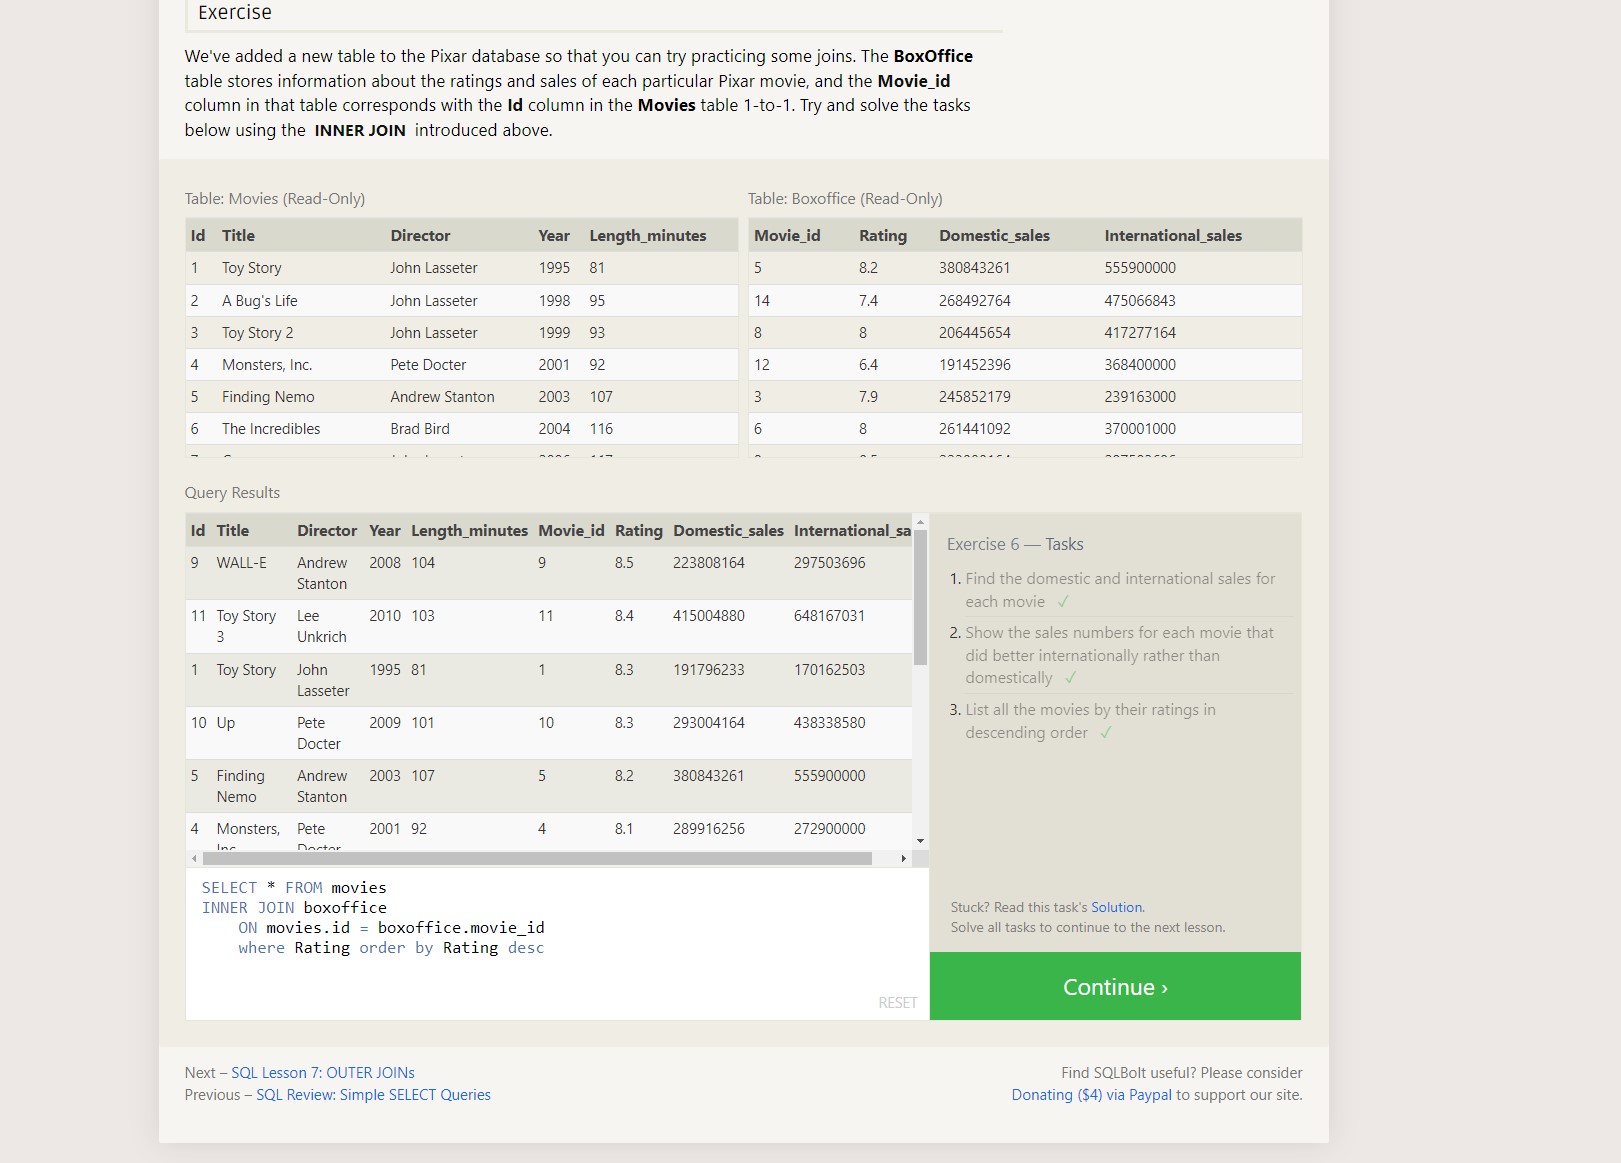 Exercise
We've added a new table to the Pixar database so that you can try practicing some joins. The BoxOffice
table stores information about the ratings and sales of each particular Pixar movie, and the Movie_id
column in that table corresponds with the Id column in the Movies table 1-to-1. Try and solve the tasks
below using the INNER JOIN introduced above.
Table: Movies (Read-Only)
Id Title Director Year Length_minutes
1 Toy Story John Lasseter 1995 81
2 A Bug's Life John Lasseter 1998 95
3 Toy Story 2 John Lasseter 1999 93
4 Monsters, Inc. Pete Docter 2001 92
5 Finding Nemo Andrew Stanton 2003 107
6 The Incredibles Brad Bird 2004 116
Table: Boxoffice (Read-Only)
Movie_id Rating Domestic_sales International_sales
5 8.2 380843261 555900000
14 7.4 268492764 475066843
8 8 206445654 417277164
12 6.4 191452396 368400000
3 7.9 245852179 239163000
6 8 261441092 370001000
Query Results
Id Title Director Year Length_minutes Movie_id Rating Domestic_sales International_sa
9 WALL-E Andrew Stanton 2008 104 9 8.5 223808164 297503696
11 Toy Story 3 Lee Unkrich 2010 103 11 8.4 415004880 648167031
1 Toy Story John Lasseter 1995 81 1 8.3 191796233 170162503
10 Up Pete Docter 2009 101 10 8.3 293004164 438338580
5 Finding Nemo Andrew Stanton 2003 107 5 8.2 380843261 555900000
4 Monsters, Pete 2001 92 4 8.1 289916256 272900000
SELECT * FROM movies
INNER JOIN boxoffice
ON movies.id = boxoffice.movie_id
where Rating order by Rating desc
RESET
Exercise 6 — Tasks
1. Find the domestic and international sales for
each movie ✓
2. Show the sales numbers for each movie that
did better internationally rather than
domestically ✓
3. List all the movies by their ratings in
descending order ✓
Stuck? Read this task's Solution.
Solve all tasks to continue to the next lesson.
Continue ›
Next – SQL Lesson 7: OUTER JOINs
Previous – SQL Review: Simple SELECT Queries
Find SQLBolt useful? Please consider
Donating ($4) via Paypal to support our site.